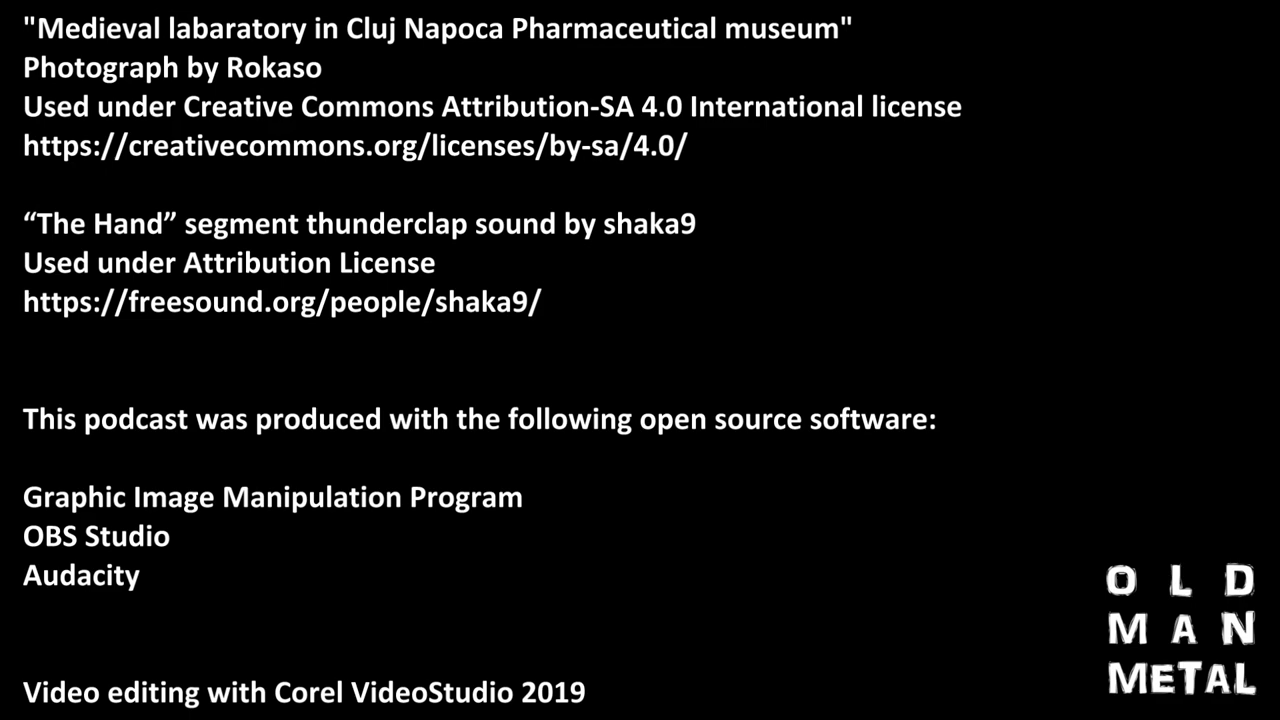 "Medieval labaratory in Cluj Napoca Pharmaceutical museum"
Photograph by Rokaso
Used under Creative Commons Attribution-SA 4.0 International license
https://creativecommons.org/licenses/by-sa/4.0/
“The Hand” segment thunderclap sound by shaka9
Used under Attribution License
https://freesound.org/people/shaka9/
This podcast was produced with the following open source software:
Graphic Image Manipulation Program
OBS Studio
Audacity
Video editing with Corel VideoStudio 2019
OLD
MAN
METAL